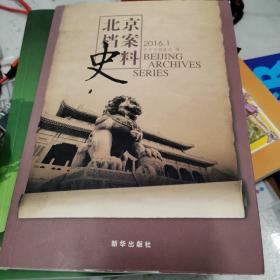 北京
档案
史料
2016.1
BEIJING
ARCHIVES
SERIES
新华出版社